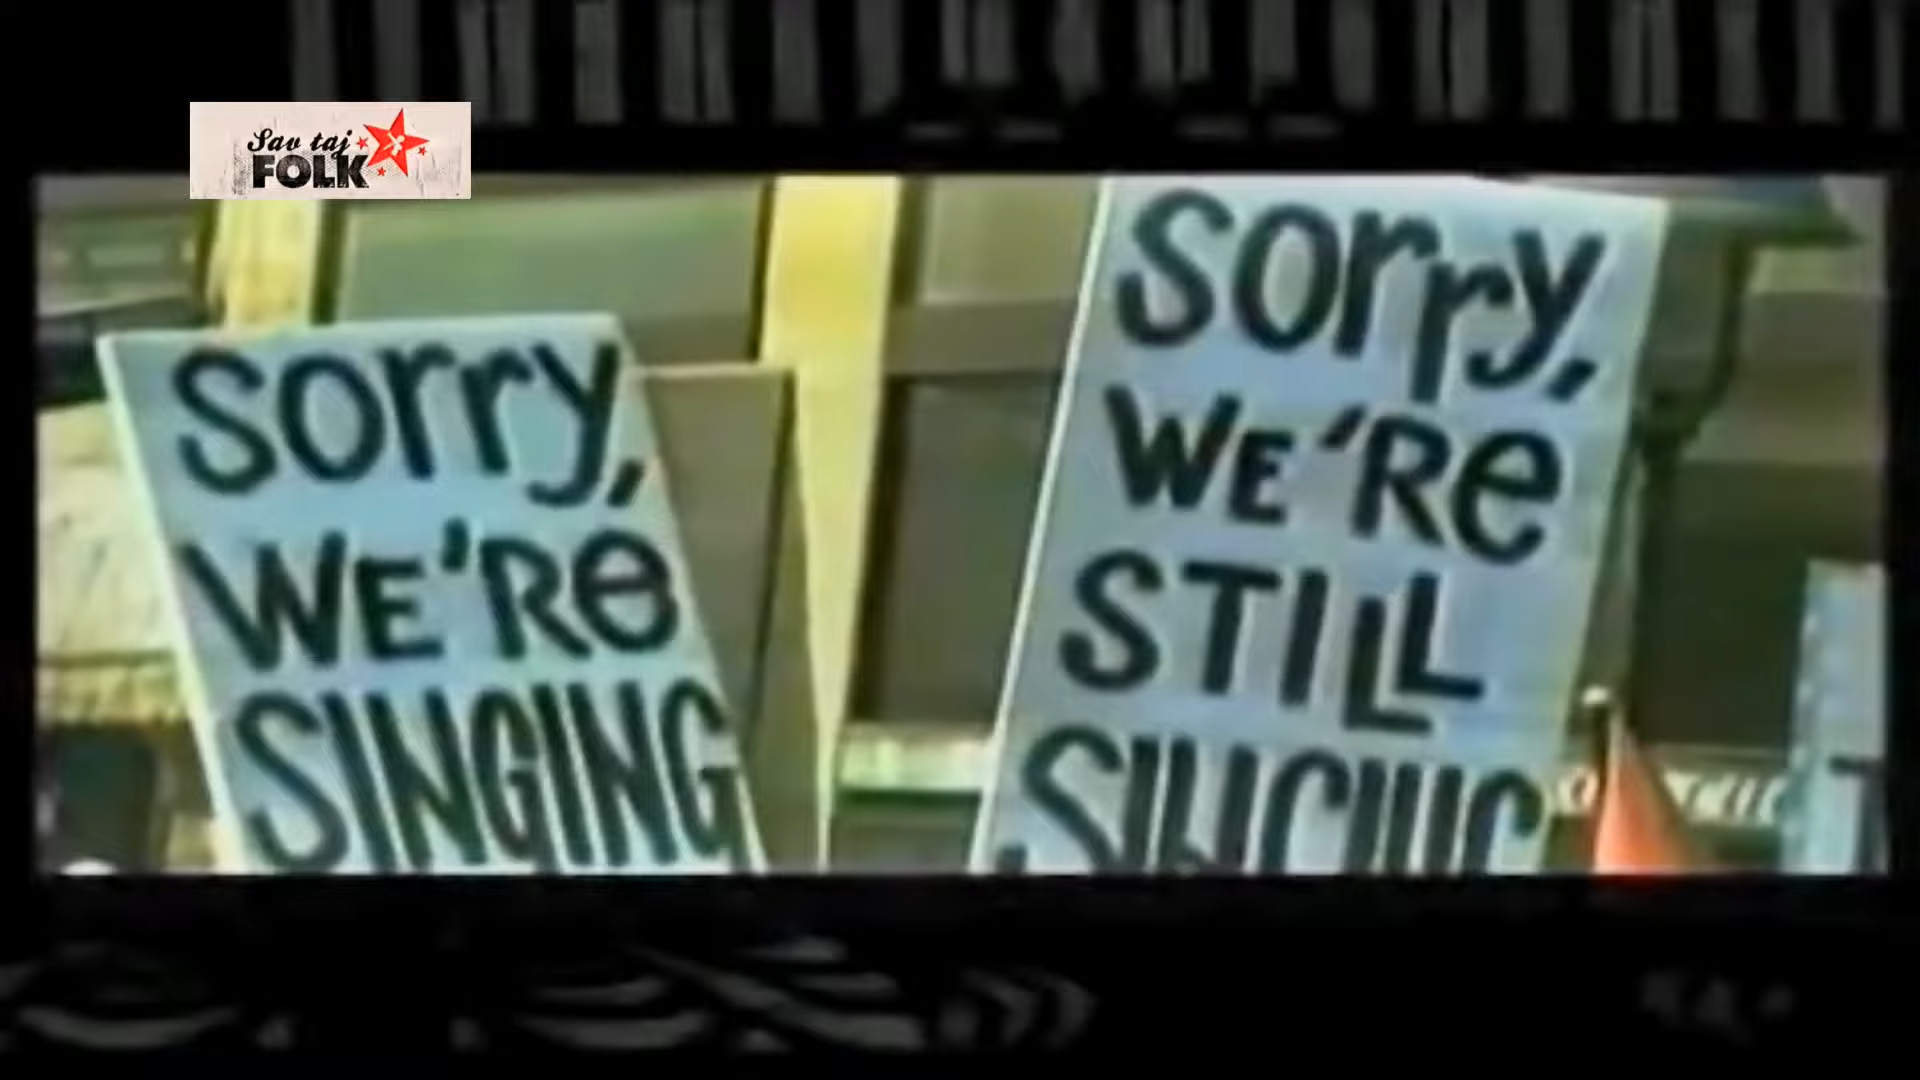 Sav taj
FOLK
Sorry,
WE'Re
SINGING
Sorry,
WE'Re
STILL